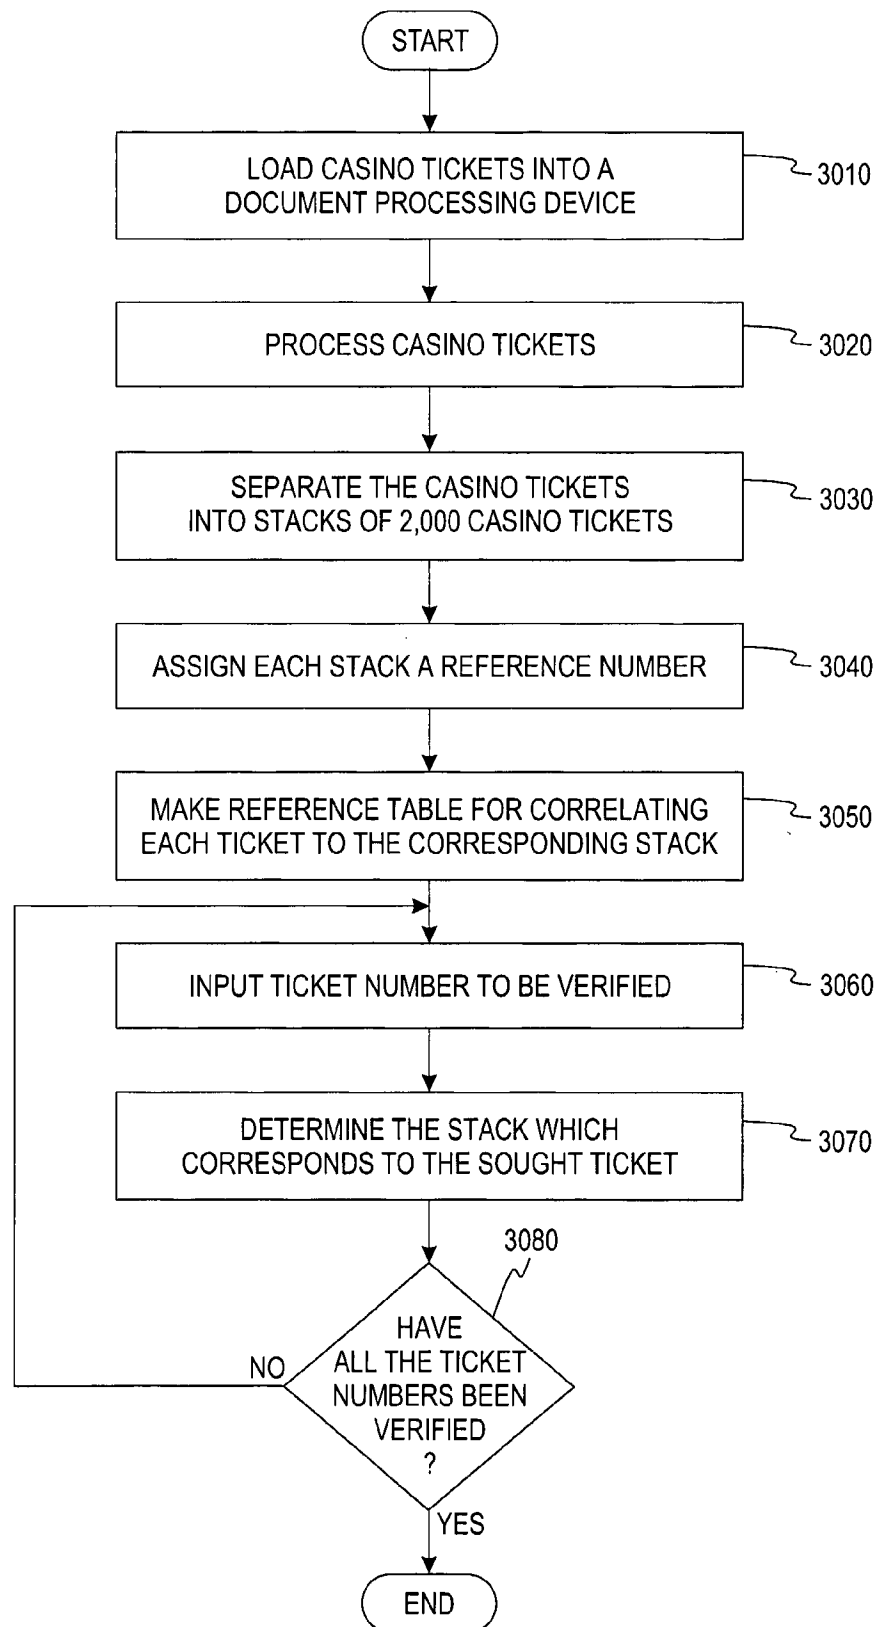 START
LOAD CASINO TICKETS INTO A
DOCUMENT PROCESSING DEVICE
3010
PROCESS CASINO TICKETS
3020
SEPARATE THE CASINO TICKETS
INTO STACKS OF 2,000 CASINO TICKETS
3030
ASSIGN EACH STACK A REFERENCE NUMBER
3040
MAKE REFERENCE TABLE FOR CORRELATING
EACH TICKET TO THE CORRESPONDING STACK
3050
INPUT TICKET NUMBER TO BE VERIFIED
3060
DETERMINE THE STACK WHICH
CORRESPONDS TO THE SOUGHT TICKET
3070
3080
HAVE
ALL THE TICKET
NUMBERS BEEN
VERIFIED
?
NO
YES
END